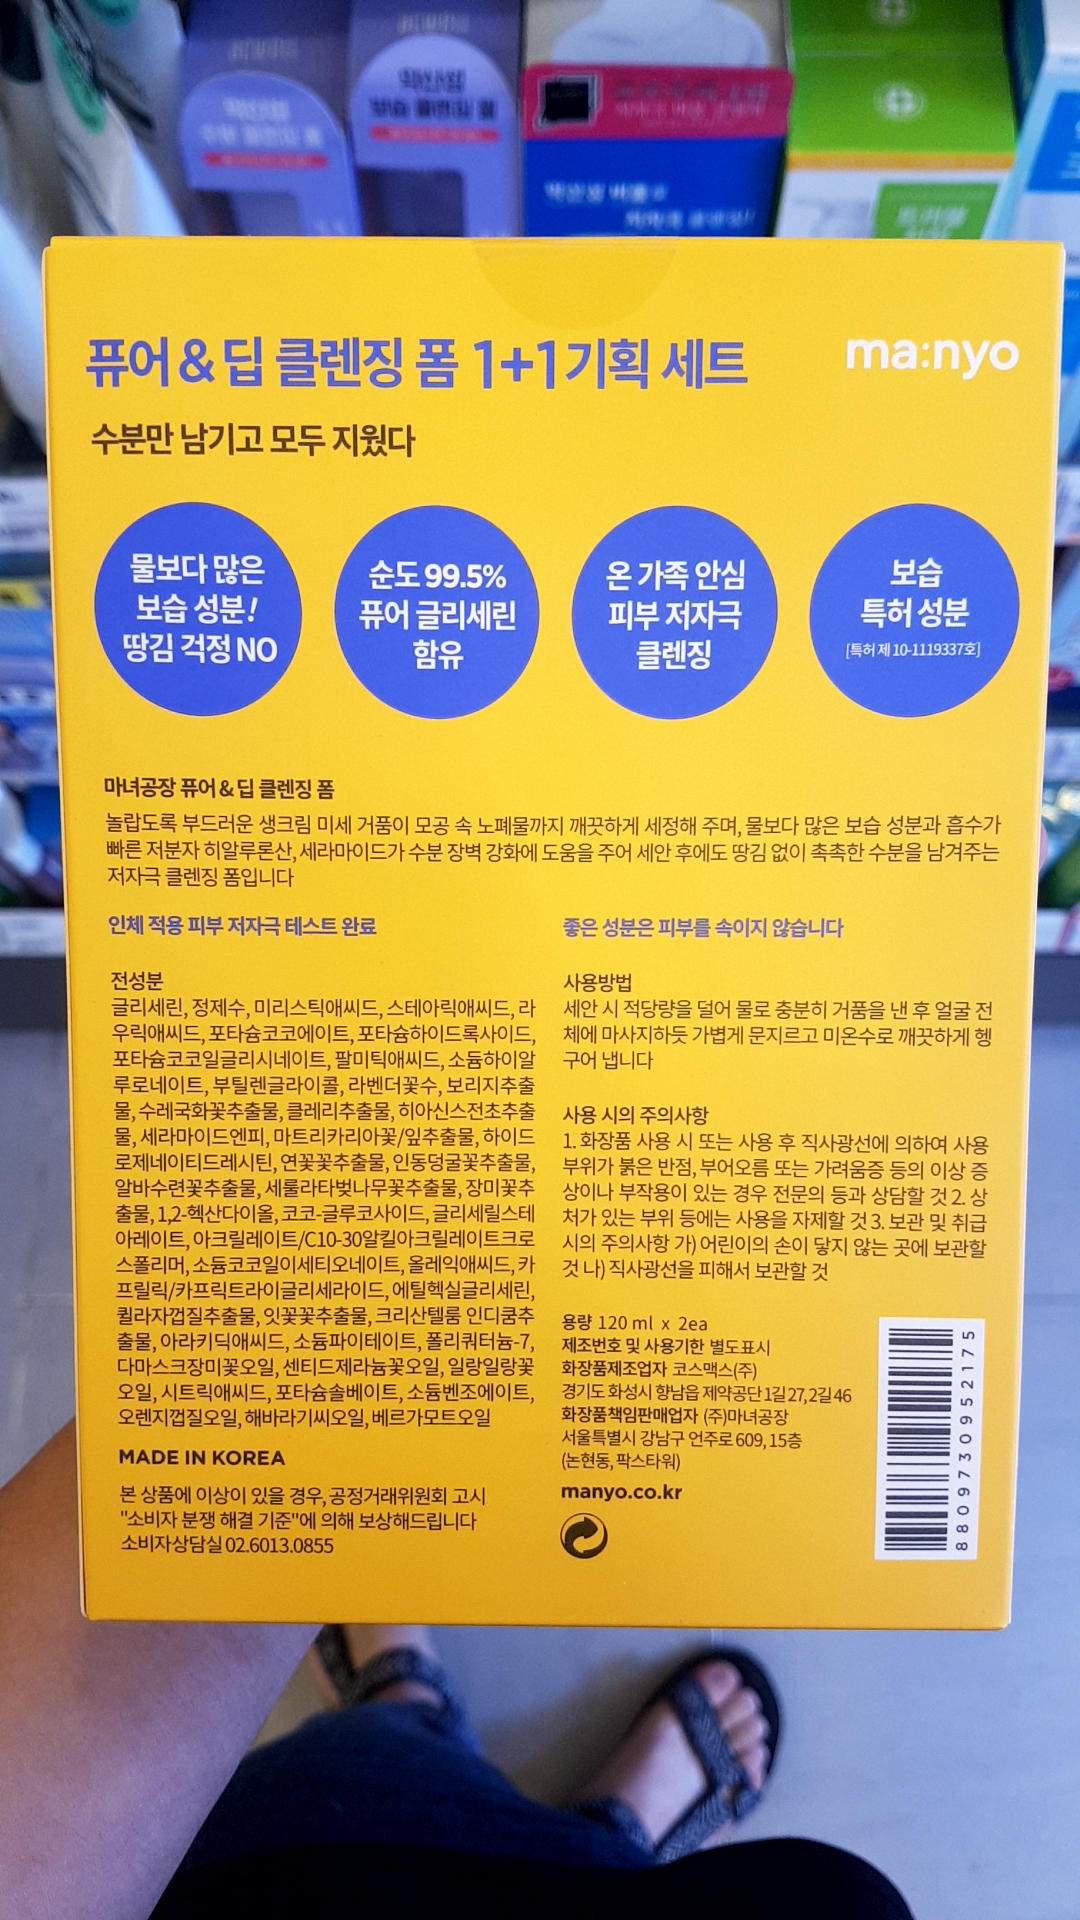 약산성
약산성
보습 클렌징 폼
퓨어&딥 클렌징 폼 1+1기획 세트
ma:nyo
수분만 남기고 모두 지웠다
물보다 많은
보습 성분!
땅김 걱정 NO
순도 99.5%
퓨어 글리세린
함유
온 가족 안심
피부 저자극
클렌징
보습
특허 성분
[특허 제10-1119337호]
마녀공장 퓨어&딥 클렌징 폼
놀랍도록 부드러운 생크림 미세 거품이 모공 속 노폐물까지 깨끗하게 세정해 주며, 물보다 많은 보습 성분과 흡수가
빠른 저분자 히알루론산, 세라마이드가 수분 장벽 강화에 도움을 주어 세안 후에도 땅김 없이 촉촉한 수분을 남겨주는
저자극 클렌징 폼입니다
인체 적용 피부 저자극 테스트 완료
전성분
글리세린, 정제수, 미리스틱애씨드, 스테아릭애씨드, 라
우릭애씨드, 포타슘코코에이트, 포타슘하이드록사이드,
포타슘코코일글리시네이트, 팔미틱애씨드, 소듐하이알
루로네이트, 부틸렌글라이콜, 라벤더꽃수, 보리지추출
물, 수레국화꽃추출물, 클레리추출물, 히아신스전초추출
물, 세라마이드엔피, 마트리카리아꽃/잎추출물, 하이드
로제네이티드레시틴, 연꽃꽃추출물, 인동덩굴꽃추출물,
알바수련꽃추출물, 세룰라타벚나무꽃추출물, 장미꽃추
출물, 1,2-헥산다이올, 코코-글루코사이드, 글리세릴스테
아레이트, 아크릴레이트/C10-30알킬아크릴레이트크로
스폴리머, 소듐코코일이세티오네이트, 올레익애씨드, 카
프릴릭/카프릭트라이글리세라이드, 에틸헥실글리세린,
퀼라자껍질추출물, 잇꽃꽃추출물, 크리산텔룸 인디쿰추
출물, 아라키딕애씨드, 소듐파이테이트, 폴리쿼터늄-7,
다마스크장미꽃오일, 센티드제라늄꽃오일, 일랑일랑꽃
오일, 시트릭애씨드, 포타슘솔베이트, 소듐벤조에이트,
오렌지껍질오일, 해바라기씨오일, 베르가모트오일
MADE IN KOREA
본 상품에 이상이 있을 경우, 공정거래위원회 고시
"소비자 분쟁 해결 기준"에 의해 보상해드립니다
소비자상담실 02.6013.0855
좋은 성분은 피부를 속이지 않습니다
사용방법
세안 시 적당량을 덜어 물로 충분히 거품을 낸 후 얼굴 전
체에 마사지하듯 가볍게 문지르고 미온수로 깨끗하게 헹
구어 냅니다
사용 시의 주의사항
1. 화장품 사용 시 또는 사용 후 직사광선에 의하여 사용
부위가 붉은 반점, 부어오름 또는 가려움증 등의 이상 증
상이나 부작용이 있는 경우 전문의 등과 상담할 것 2. 상
처가 있는 부위 등에는 사용을 자제할 것 3. 보관 및 취급
시의 주의사항 가) 어린이의 손이 닿지 않는 곳에 보관할
것 나) 직사광선을 피해서 보관할 것
용량 120 ml x 2ea
제조번호 및 사용기한 별도표시
화장품제조업자 코스맥스(주)
경기도 화성시 향남읍 제약공단1길 27, 2길 46
화장품책임판매업자 (주)마녀공장
서울특별시 강남구 언주로 609, 15층
(논현동, 팍스타워)
manyo.co.kr
8809730952175